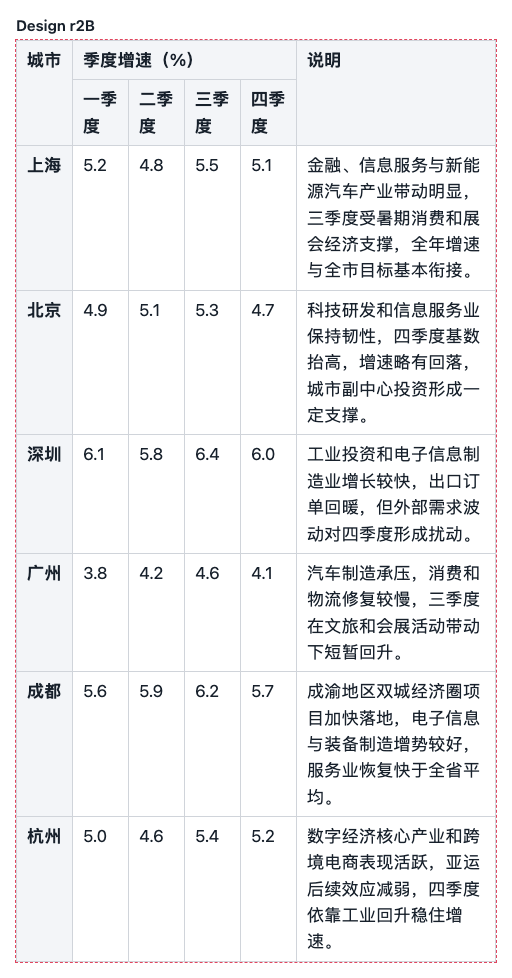 Design r2B
城市 季度增速（%） 说明
一季度 二季度 三季度 四季度
上海 5.2 4.8 5.5 5.1 金融、信息服务与新能
源汽车产业带动明显，
三季度受暑期消费和展
会经济支撑，全年增速
与全市目标基本衔接。
北京 4.9 5.1 5.3 4.7 科技研发和信息服务业
保持韧性，四季度基数
抬高，增速略有回落，
城市副中心投资形成一
定支撑。
深圳 6.1 5.8 6.4 6.0 工业投资和电子信息制
造业增长较快，出口订
单回暖，但外部需求波
动对四季度形成扰动。
广州 3.8 4.2 4.6 4.1 汽车制造承压，消费和
物流修复较慢，三季度
在文旅和会展活动带动
下短暂回升。
成都 5.6 5.9 6.2 5.7 成渝地区双城经济圈项
目加快落地，电子信息
与装备制造增势较好，
服务业恢复快于全省平
均。
杭州 5.0 4.6 5.4 5.2 数字经济核心产业和跨
境电商表现活跃，亚运
后续效应减弱，四季度
依靠工业回升稳住增
速。